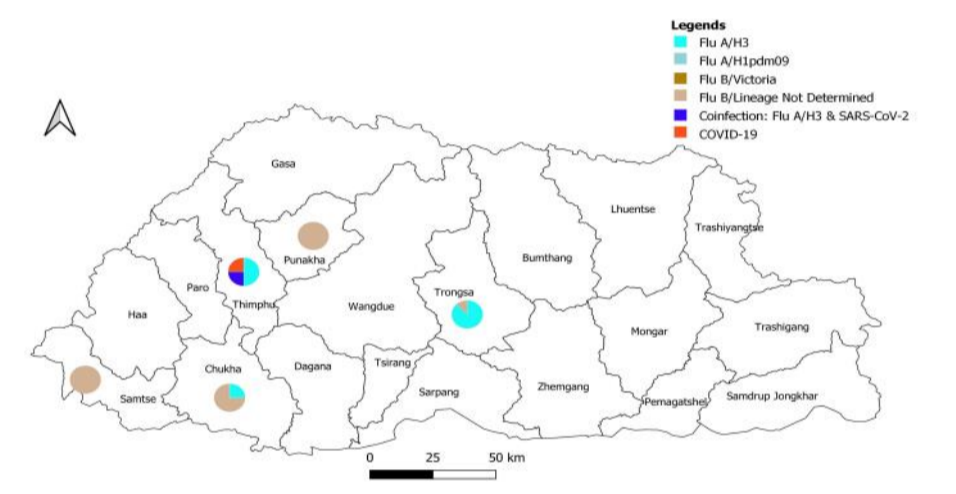 Legends
Flu A/H3
Flu A/H1pdm09
Flu B/Victoria
Flu B/Lineage Not Determined
Coinfection: Flu A/H3 & SARS-CoV-2
COVID-19
Gasa
Lhuentse
Trashiyangtse
Punakha
Bumthang
Paro
Trongsa
Thimphu
Wangdue
Haa
Mongar
Trashigang
Chukha
Dagana
Tsirang
Sarpang
Zhemgang
Samtse
Pemagatshel
Samdrup Jongkhar
0 25 50 km